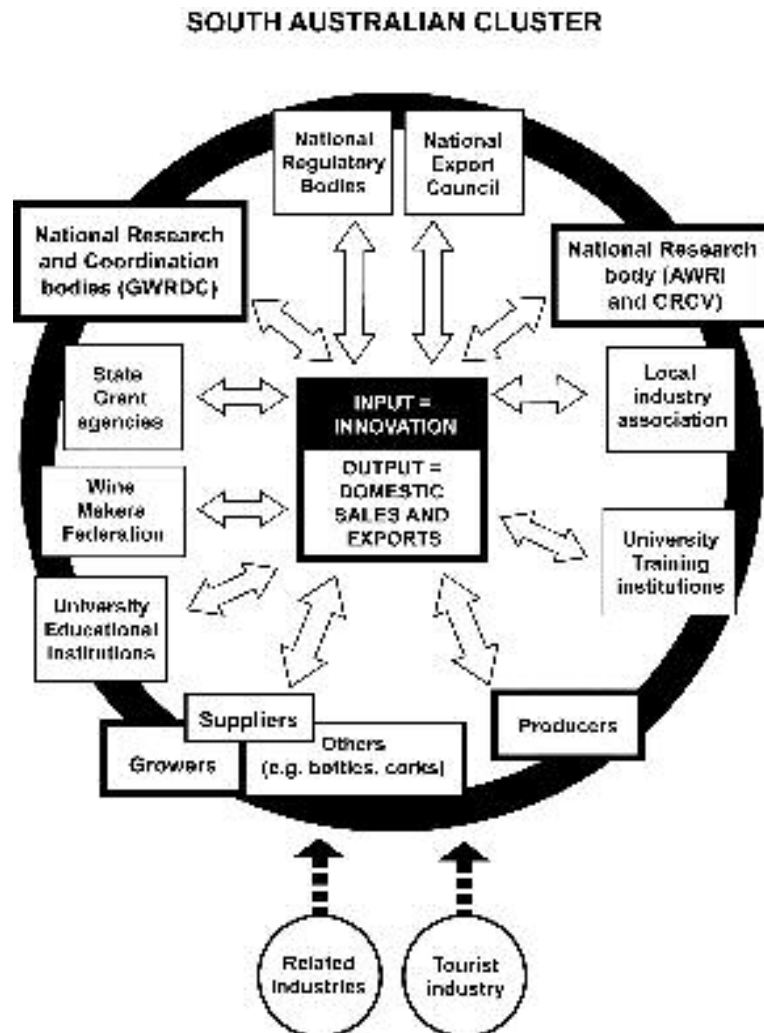 SOUTH AUSTRALIAN CLUSTER
National
Regulatory
Bodies
National
Export
Council
National Research
and Coordination
bodies (GWRDC)
National Research
body (AWRI
and CRCV)
State
Grant
agencies
INPUT =
INNOVATION
Local
industry
association
OUTPUT =
DOMESTIC
SALES AND
EXPORTS
Wine
Makers
Federation
University
Training
institutions
University
Educational
Institutions
Suppliers
Producers
Growers
Others
(e.g. bottles, corks)
Related
industries
Tourist
industry